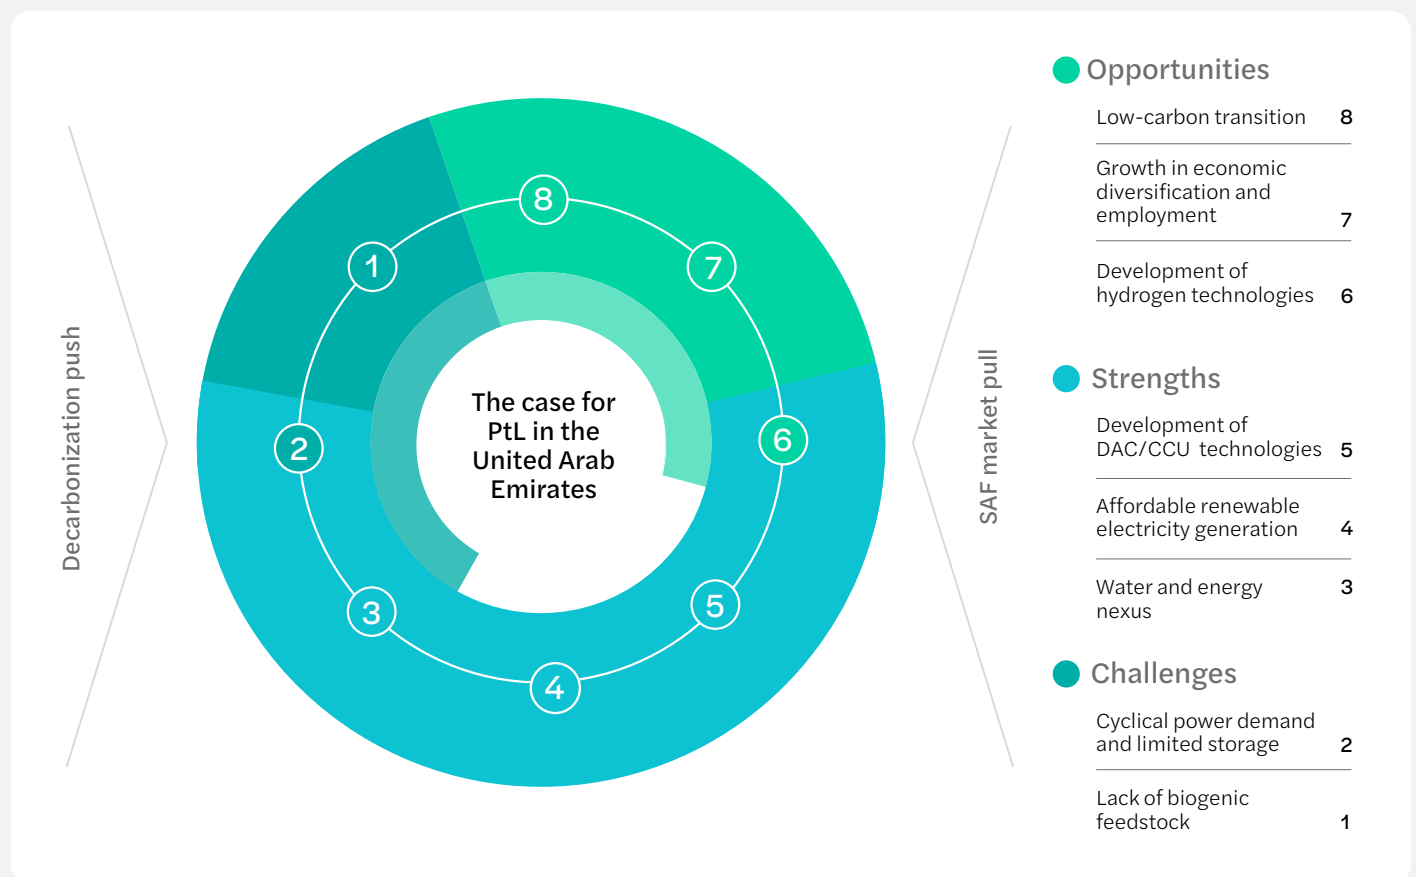 Decarbonization push
8
1
7
2
6
3
5
4
The case for
PtL in the
United Arab
Emirates
SAF market pull
Opportunities
Low-carbon transition 8
Growth in economic
diversification and
employment 7
Development of
hydrogen technologies 6
Strengths
Development of
DAC/CCU technologies 5
Affordable renewable
electricity generation 4
Water and energy 3
nexus
Challenges
Cyclical power demand
and limited storage 2
Lack of biogenic
feedstock 1